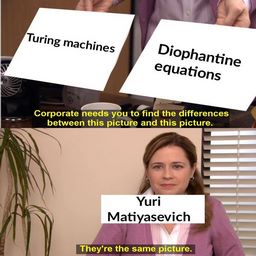 Turing machines
Diophantine
equations
Corporate needs you to find the differences
between this picture and this picture.
Yuri
Matiyasevich
They're the same picture.